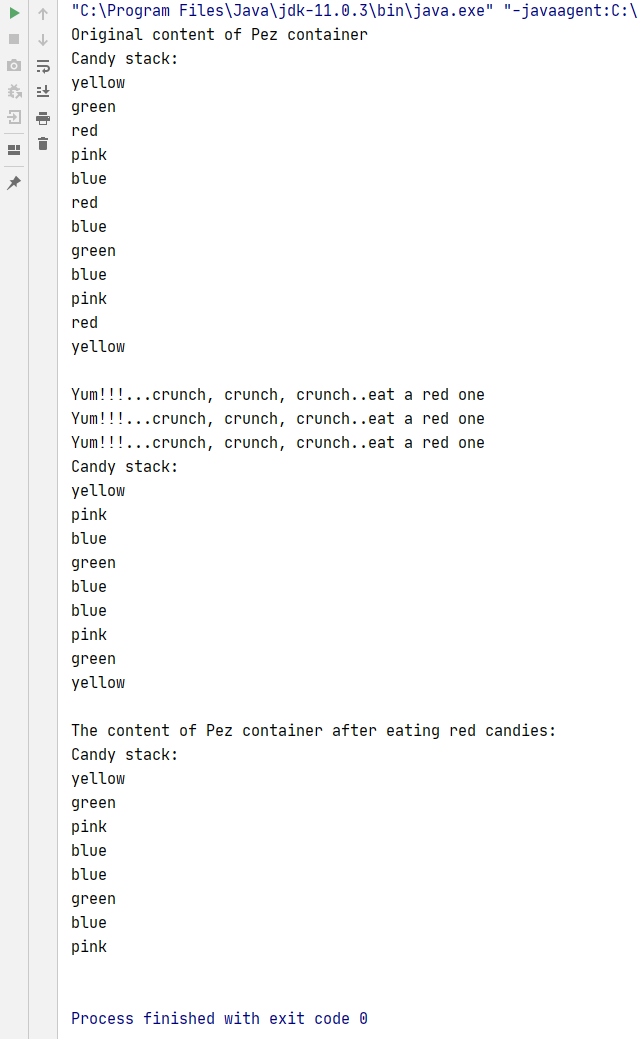 "C:\Program Files\Java\jdk-11.0.3\bin\java.exe" "-javaagent:C:\
Original content of Pez container
Candy stack:
yellow
green
red
pink
blue
red
blue
green
blue
pink
red
yellow
Yum!!!...crunch, crunch, crunch..eat a red one
Yum!!!...crunch, crunch, crunch..eat a red one
Yum!!!...crunch, crunch, crunch..eat a red one
Candy stack:
yellow
pink
blue
green
blue
blue
pink
green
yellow
The content of Pez container after eating red candies:
Candy stack:
yellow
green
pink
blue
blue
green
blue
pink
Process finished with exit code 0